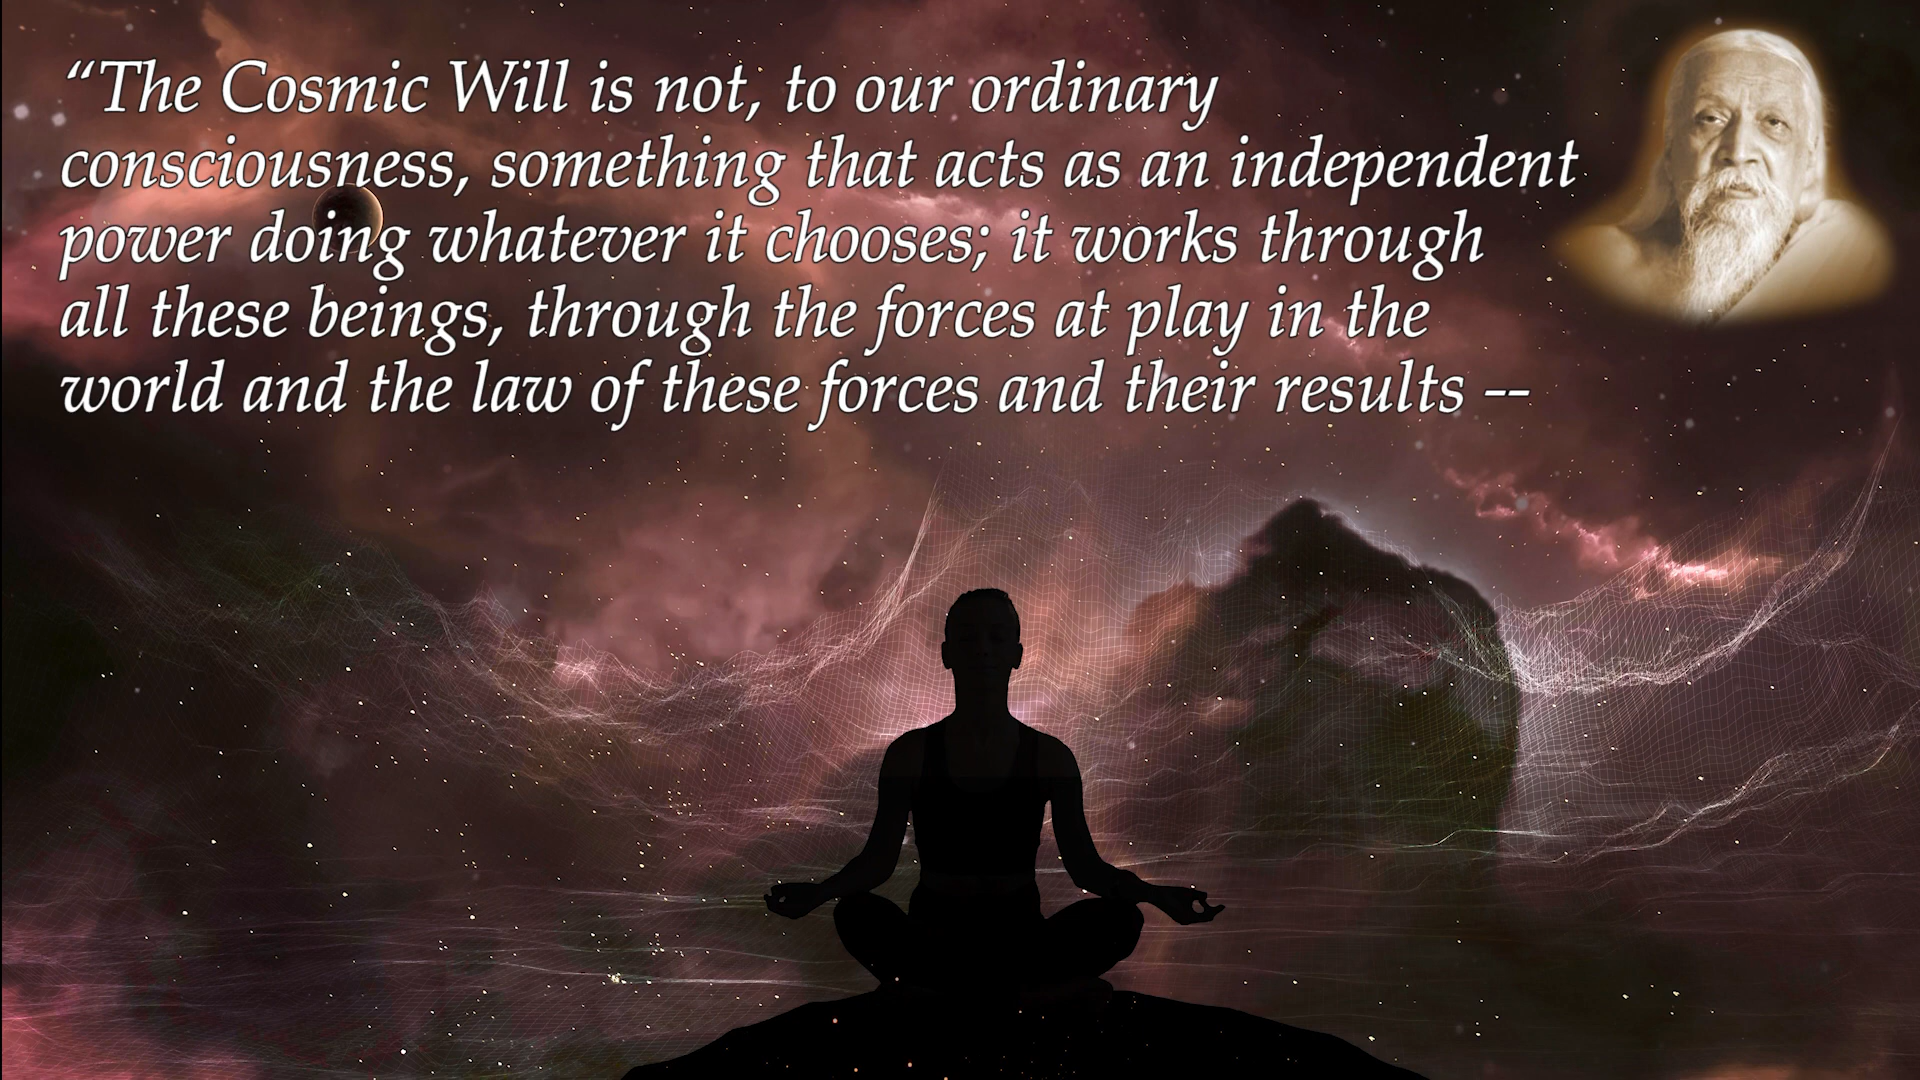 “The Cosmic Will is not, to our ordinary
consciousness, something that acts as an independent
power doing whatever it chooses; it works through
all these beings, through the forces at play in the
world and the law of these forces and their results --